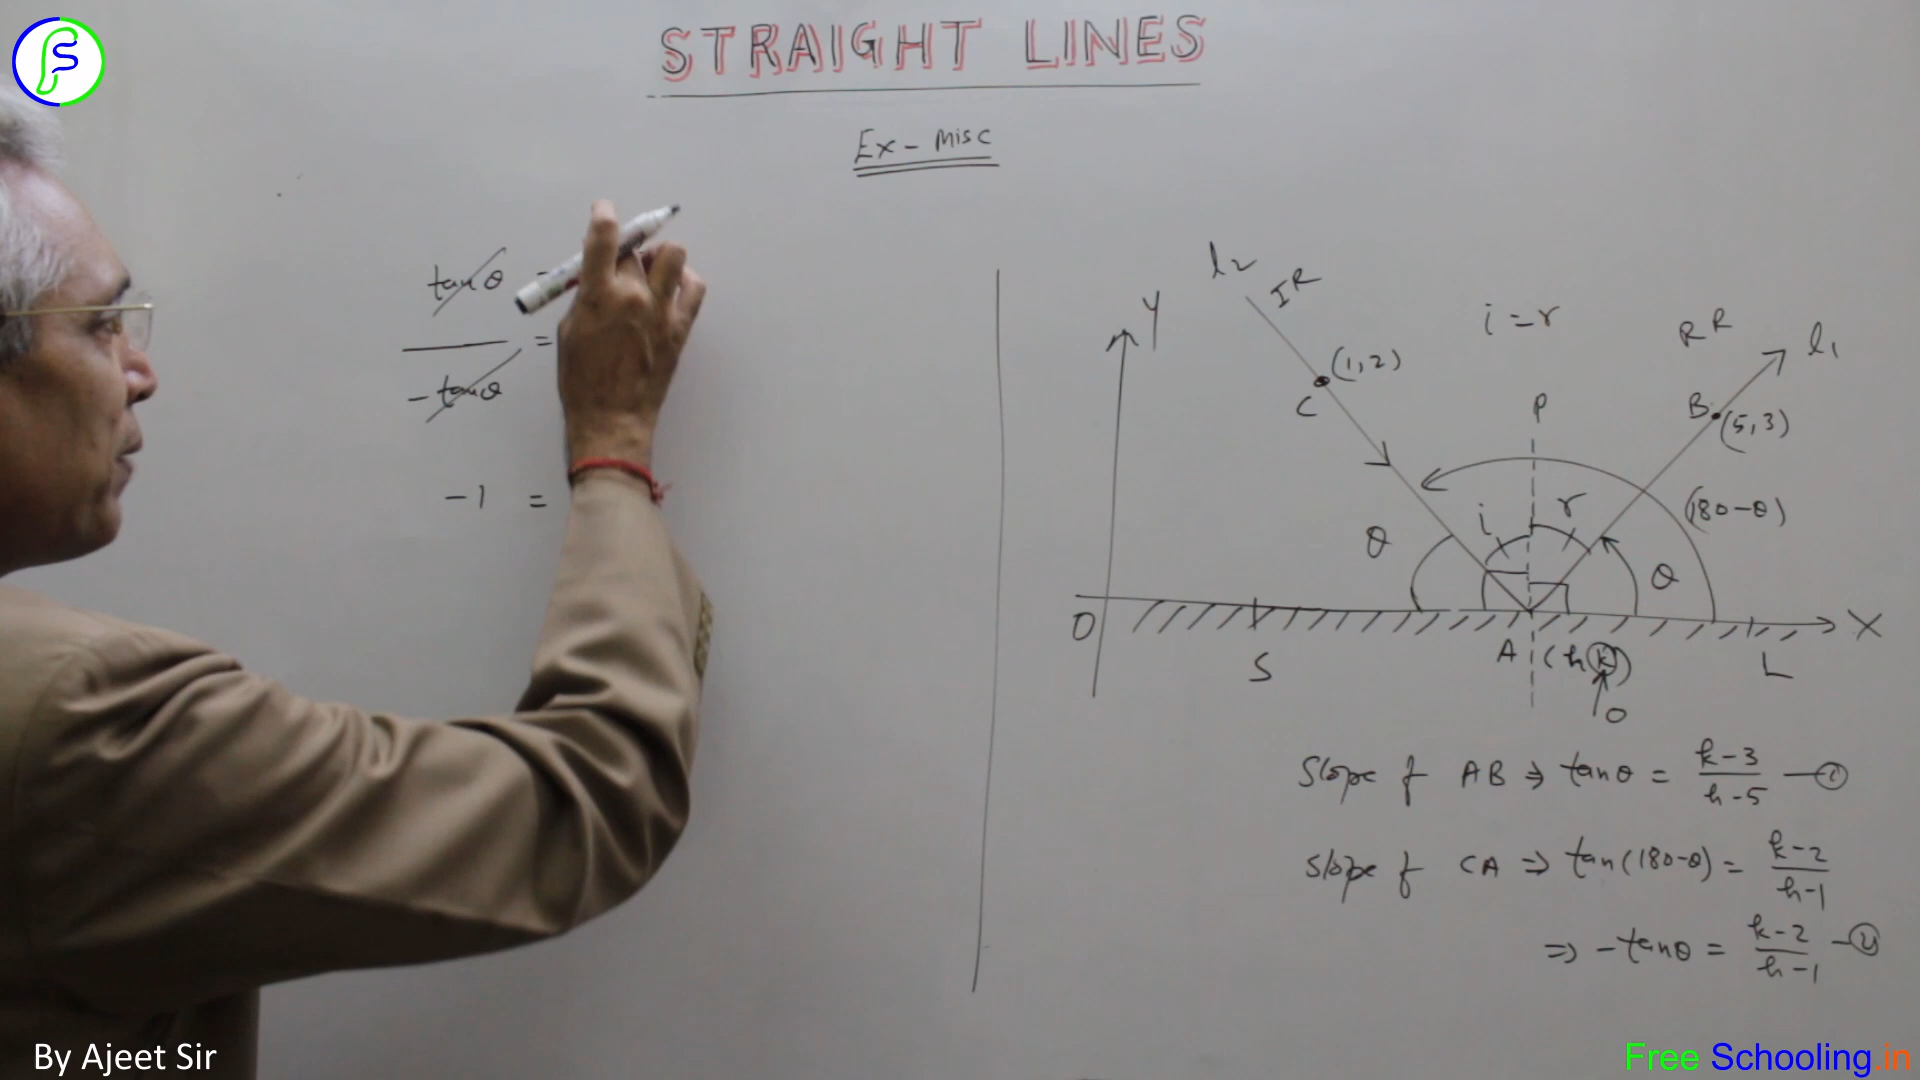 STRAIGHT LINES
Ex - Misc
tanθ
=
- tanθ
-1 =
l2
IR
Y
(1,2)
C
i = r
RR
l1
P
B
(5,3)
(180-θ)
i
r
θ
θ
O
S
A (h,k)
L
X
O
Slope of AB ⇒ tanθ = k-3/h-5 — ①
Slope of CA ⇒ tan(180-θ) = k-2/h-1
⇒ - tanθ = k-2/h-1 — ②
By Ajeet Sir
Free Schooling.in